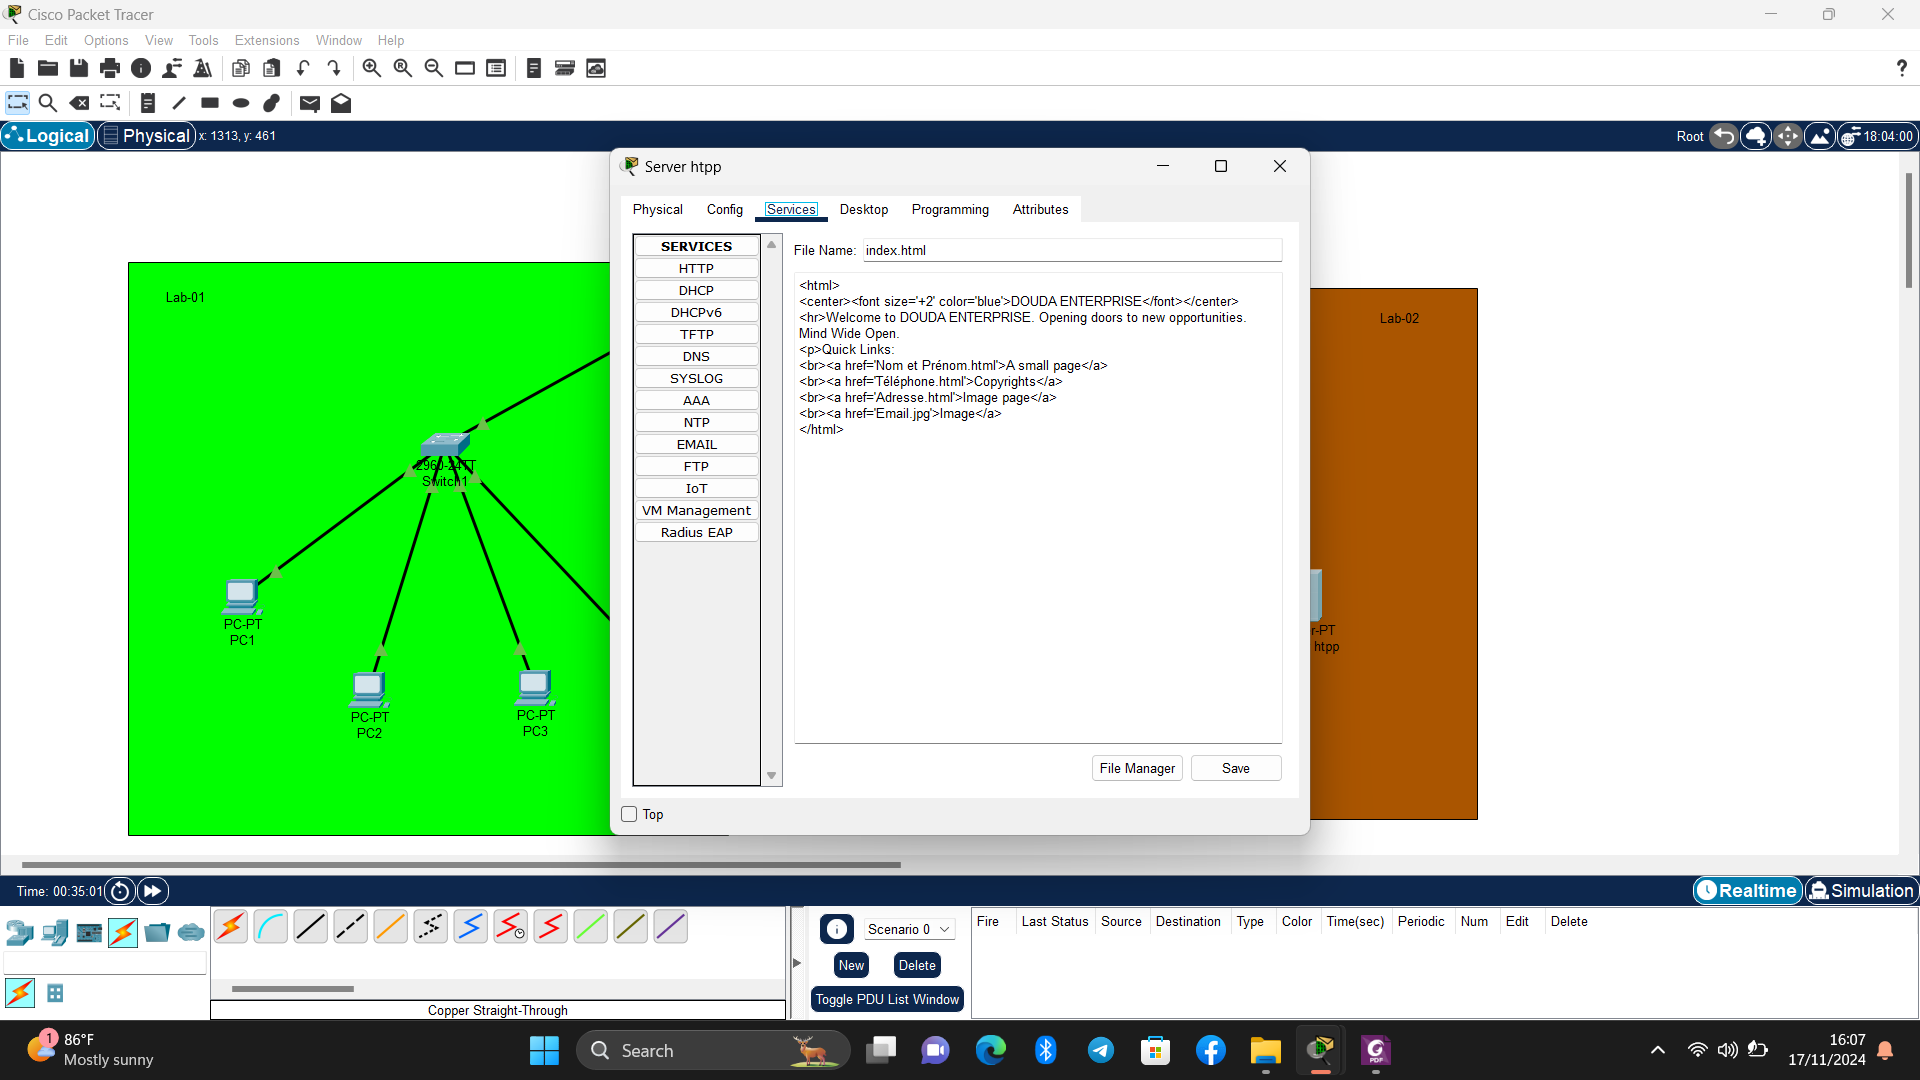 Cisco Packet Tracer
File Edit Options View Tools Extensions Window Help
Logical Physical x: 1313, y: 461 Root 18:04:00
Server htpp
Physical Config Services Desktop Programming Attributes
SERVICES
HTTP
DHCP
DHCPv6
TFTP
DNS
SYSLOG
AAA
NTP
EMAIL
FTP
IoT
VM Management
Radius EAP
File Name: index.html
<html>
<center><font size='+2' color='blue'>DOUDA ENTERPRISE</font></center>
<hr>Welcome to DOUDA ENTERPRISE. Opening doors to new opportunities.
Mind Wide Open.
<p>Quick Links:
<br><a href='Nom et Prénom.html'>A small page</a>
<br><a href='Téléphone.html'>Copyrights</a>
<br><a href='Adresse.html'>Image page</a>
<br><a href='Email.jpg'>Image</a>
</html>
File Manager Save
Top
Lab-01
2960-24TT
Switch1
PC-PT
PC1
PC-PT
PC2
PC-PT
PC3
Lab-02
r-PT
htpp
Time: 00:35:01 Realtime Simulation
Scenario 0
New Delete
Toggle PDU List Window
Fire Last Status Source Destination Type Color Time(sec) Periodic Num Edit Delete
Copper Straight-Through
1
86°F
Mostly sunny
Search
PDF
16:07
17/11/2024